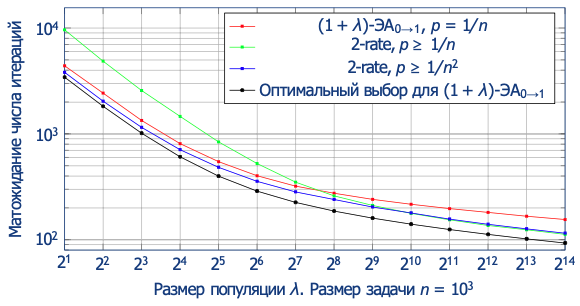 (1 + λ)-ЭА₀→₁, p = 1/n
2-rate, p ≥ 1/n
2-rate, p ≥ 1/n²
Оптимальный выбор для (1 + λ)-ЭА₀→₁
Матожидание числа итераций
10⁴
10³
10²
2¹ 2² 2³ 2⁴ 2⁵ 2⁶ 2⁷ 2⁸ 2⁹ 2¹⁰ 2¹¹ 2¹² 2¹³ 2¹⁴
Размер популяции λ. Размер задачи n = 10³